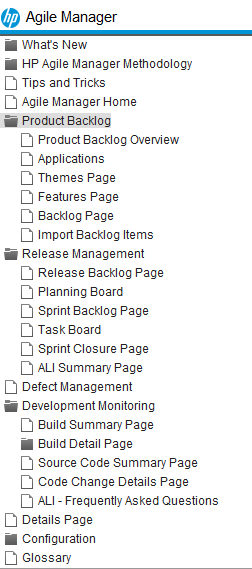 hp Agile Manager
What's New
HP Agile Manager Methodology
Tips and Tricks
Agile Manager Home
Product Backlog
Product Backlog Overview
Applications
Themes Page
Features Page
Backlog Page
Import Backlog Items
Release Management
Release Backlog Page
Planning Board
Sprint Backlog Page
Task Board
Sprint Closure Page
ALI Summary Page
Defect Management
Development Monitoring
Build Summary Page
Build Detail Page
Source Code Summary Page
Code Change Details Page
ALI - Frequently Asked Questions
Details Page
Configuration
Glossary